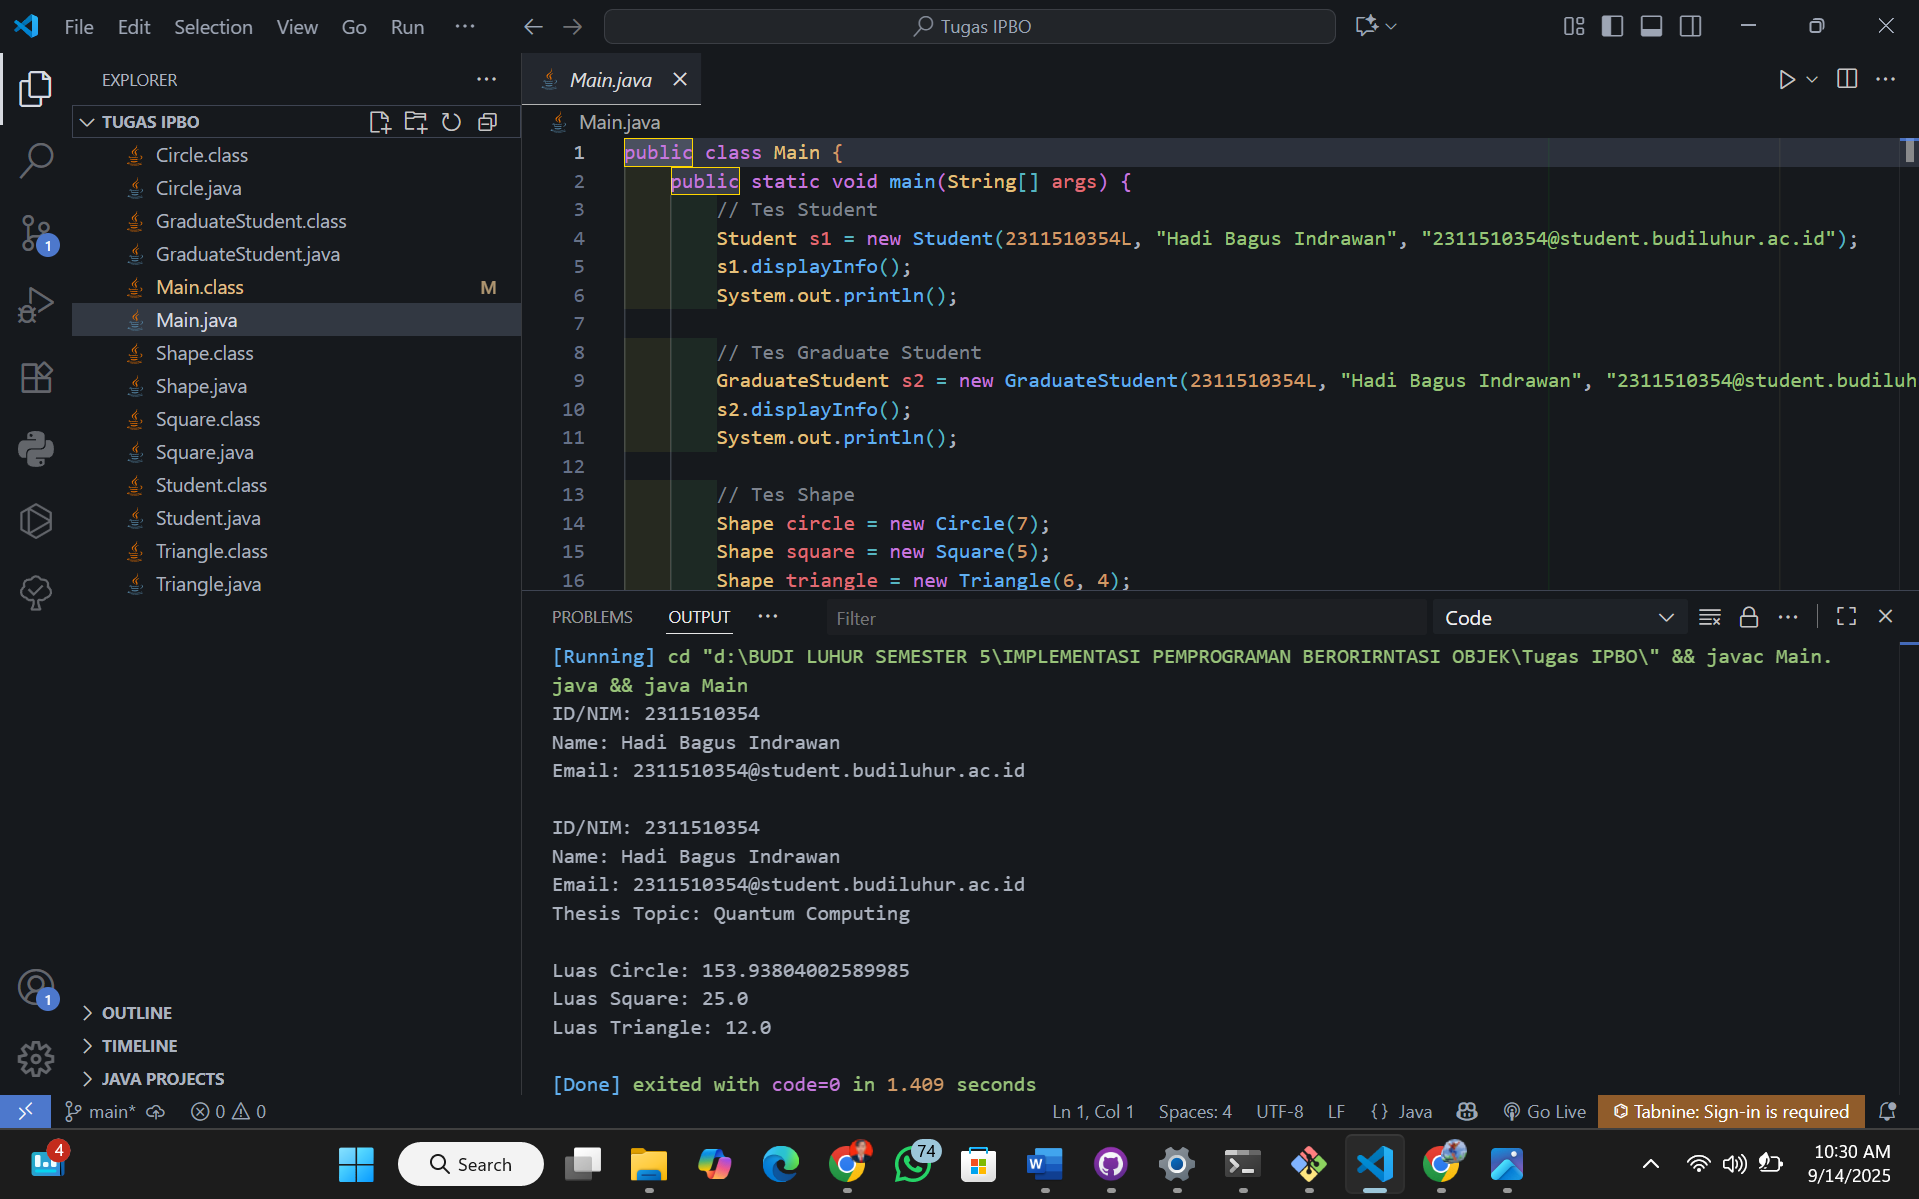 File Edit Selection View Go Run ··· Tugas IPBO
EXPLORER
TUGAS IPBO
Circle.class
Circle.java
GraduateStudent.class
GraduateStudent.java
Main.class M
Main.java
Shape.class
Shape.java
Square.class
Square.java
Student.class
Student.java
Triangle.class
Triangle.java
OUTLINE
TIMELINE
JAVA PROJECTS
1
1
Main.java
Main.java
1 public class Main {
2 public static void main(String[] args) {
3 // Tes Student
4 Student s1 = new Student(2311510354L, "Hadi Bagus Indrawan", "2311510354@student.budiluhur.ac.id");
5 s1.displayInfo();
6 System.out.println();
7
8 // Tes Graduate Student
9 GraduateStudent s2 = new GraduateStudent(2311510354L, "Hadi Bagus Indrawan", "2311510354@student.budiluh
10 s2.displayInfo();
11 System.out.println();
12
13 // Tes Shape
14 Shape circle = new Circle(7);
15 Shape square = new Square(5);
16 Shape triangle = new Triangle(6, 4);
PROBLEMS OUTPUT ··· Filter Code
[Running] cd "d:\BUDI LUHUR SEMESTER 5\IMPLEMENTASI PEMPROGRAMAN BERORIRNTASI OBJEK\Tugas IPBO\" && javac Main.
java && java Main
ID/NIM: 2311510354
Name: Hadi Bagus Indrawan
Email: 2311510354@student.budiluhur.ac.id
ID/NIM: 2311510354
Name: Hadi Bagus Indrawan
Email: 2311510354@student.budiluhur.ac.id
Thesis Topic: Quantum Computing
Luas Circle: 153.93804002589985
Luas Square: 25.0
Luas Triangle: 12.0
[Done] exited with code=0 in 1.409 seconds
main* 0 0 Ln 1, Col 1 Spaces: 4 UTF-8 LF {} Java Go Live Tabnine: Sign-in is required
4 Search 74 10:30 AM
9/14/2025